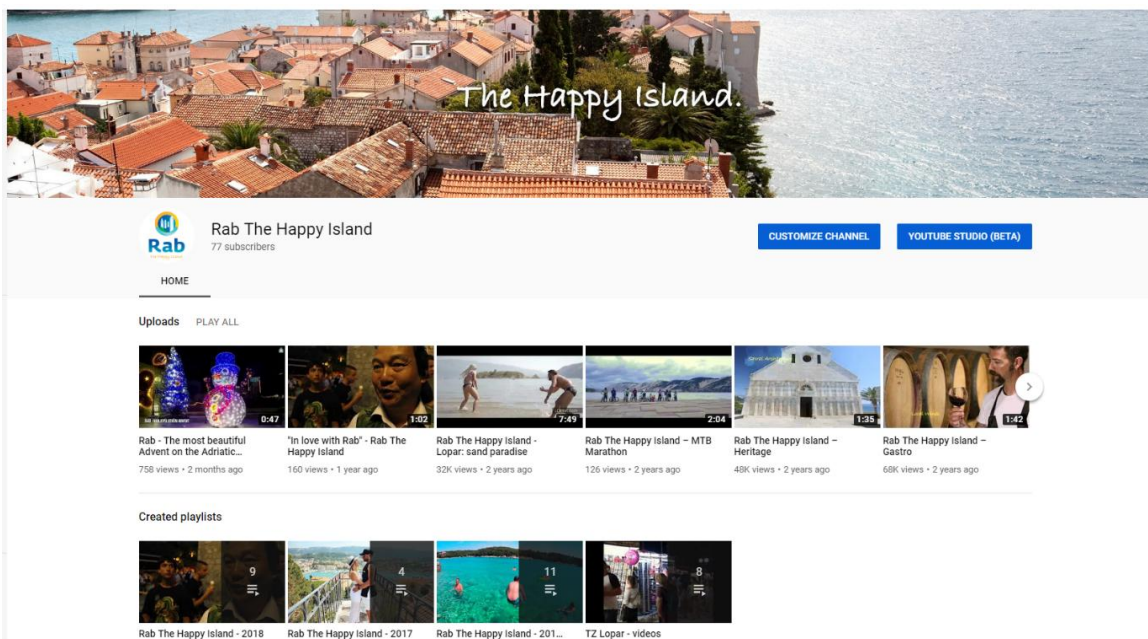 The Happy Island.
Rab
Rab The Happy Island
77 subscribers
CUSTOMIZE CHANNEL
YOUTUBE STUDIO (BETA)
HOME
Uploads PLAY ALL
0:47
1:02
7:49
2:04
1:35
1:42
Rab - The most beautiful
Advent on the Adriatic...
758 views • 2 months ago
"In love with Rab" - Rab The
Happy Island
160 views • 1 year ago
Rab The Happy Island -
Lopar: sand paradise
32K views • 2 years ago
Rab The Happy Island – MTB
Marathon
126 views • 2 years ago
Rab The Happy Island –
Heritage
48K views • 2 years ago
Rab The Happy Island –
Gastro
68K views • 2 years ago
Created playlists
9
4
11
8
Rab The Happy Island - 2018
Rab The Happy Island - 2017
Rab The Happy Island - 201...
TZ Lopar - videos